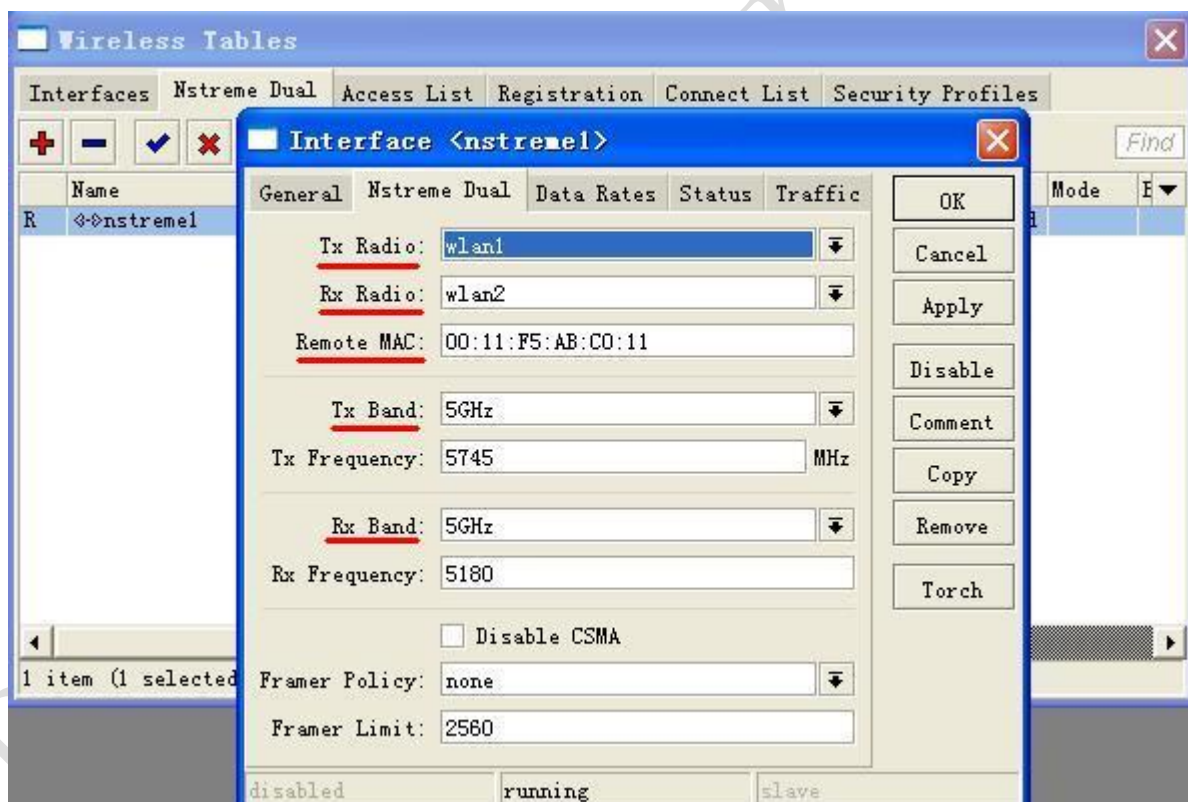 Wireless Tables
Interfaces Nstreme Dual Access List Registration Connect List Security Profiles
Interface <nstreme1>
Find
Name
Mode
R nstreme1
General Nstreme Dual Data Rates Status Traffic
OK
Tx Radio: wlan1
Cancel
Rx Radio: wlan2
Apply
Remote MAC: 00:11:F5:AB:C0:11
Disable
Tx Band: 5GHz
Comment
Tx Frequency: 5745 MHz
Copy
Rx Band: 5GHz
Remove
Rx Frequency: 5180
Torch
Disable CSMA
1 item (1 selected
Framer Policy: none
Framer Limit: 2560
disabled running slave